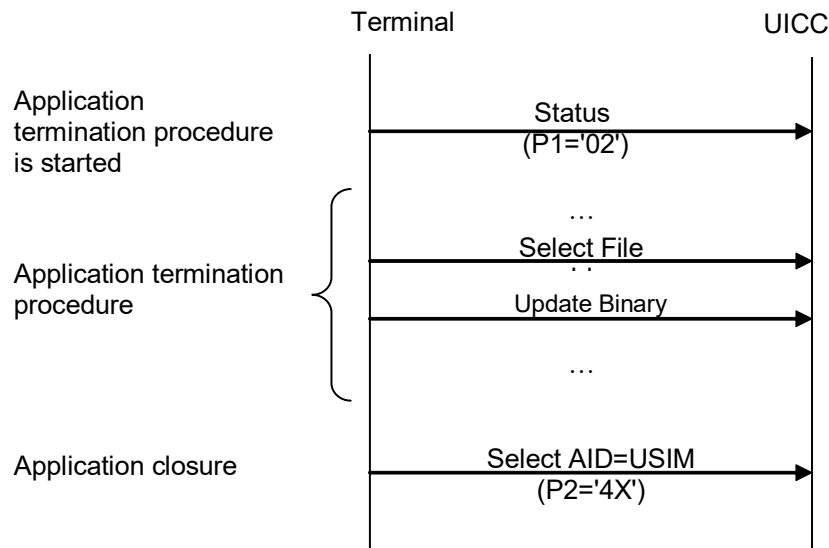 Terminal
UICC
Application
termination procedure
is started
Status
(P1='02')
...
Select File
. .
Application termination
procedure
Update Binary
...
Application closure
Select AID=USIM
(P2='4X')